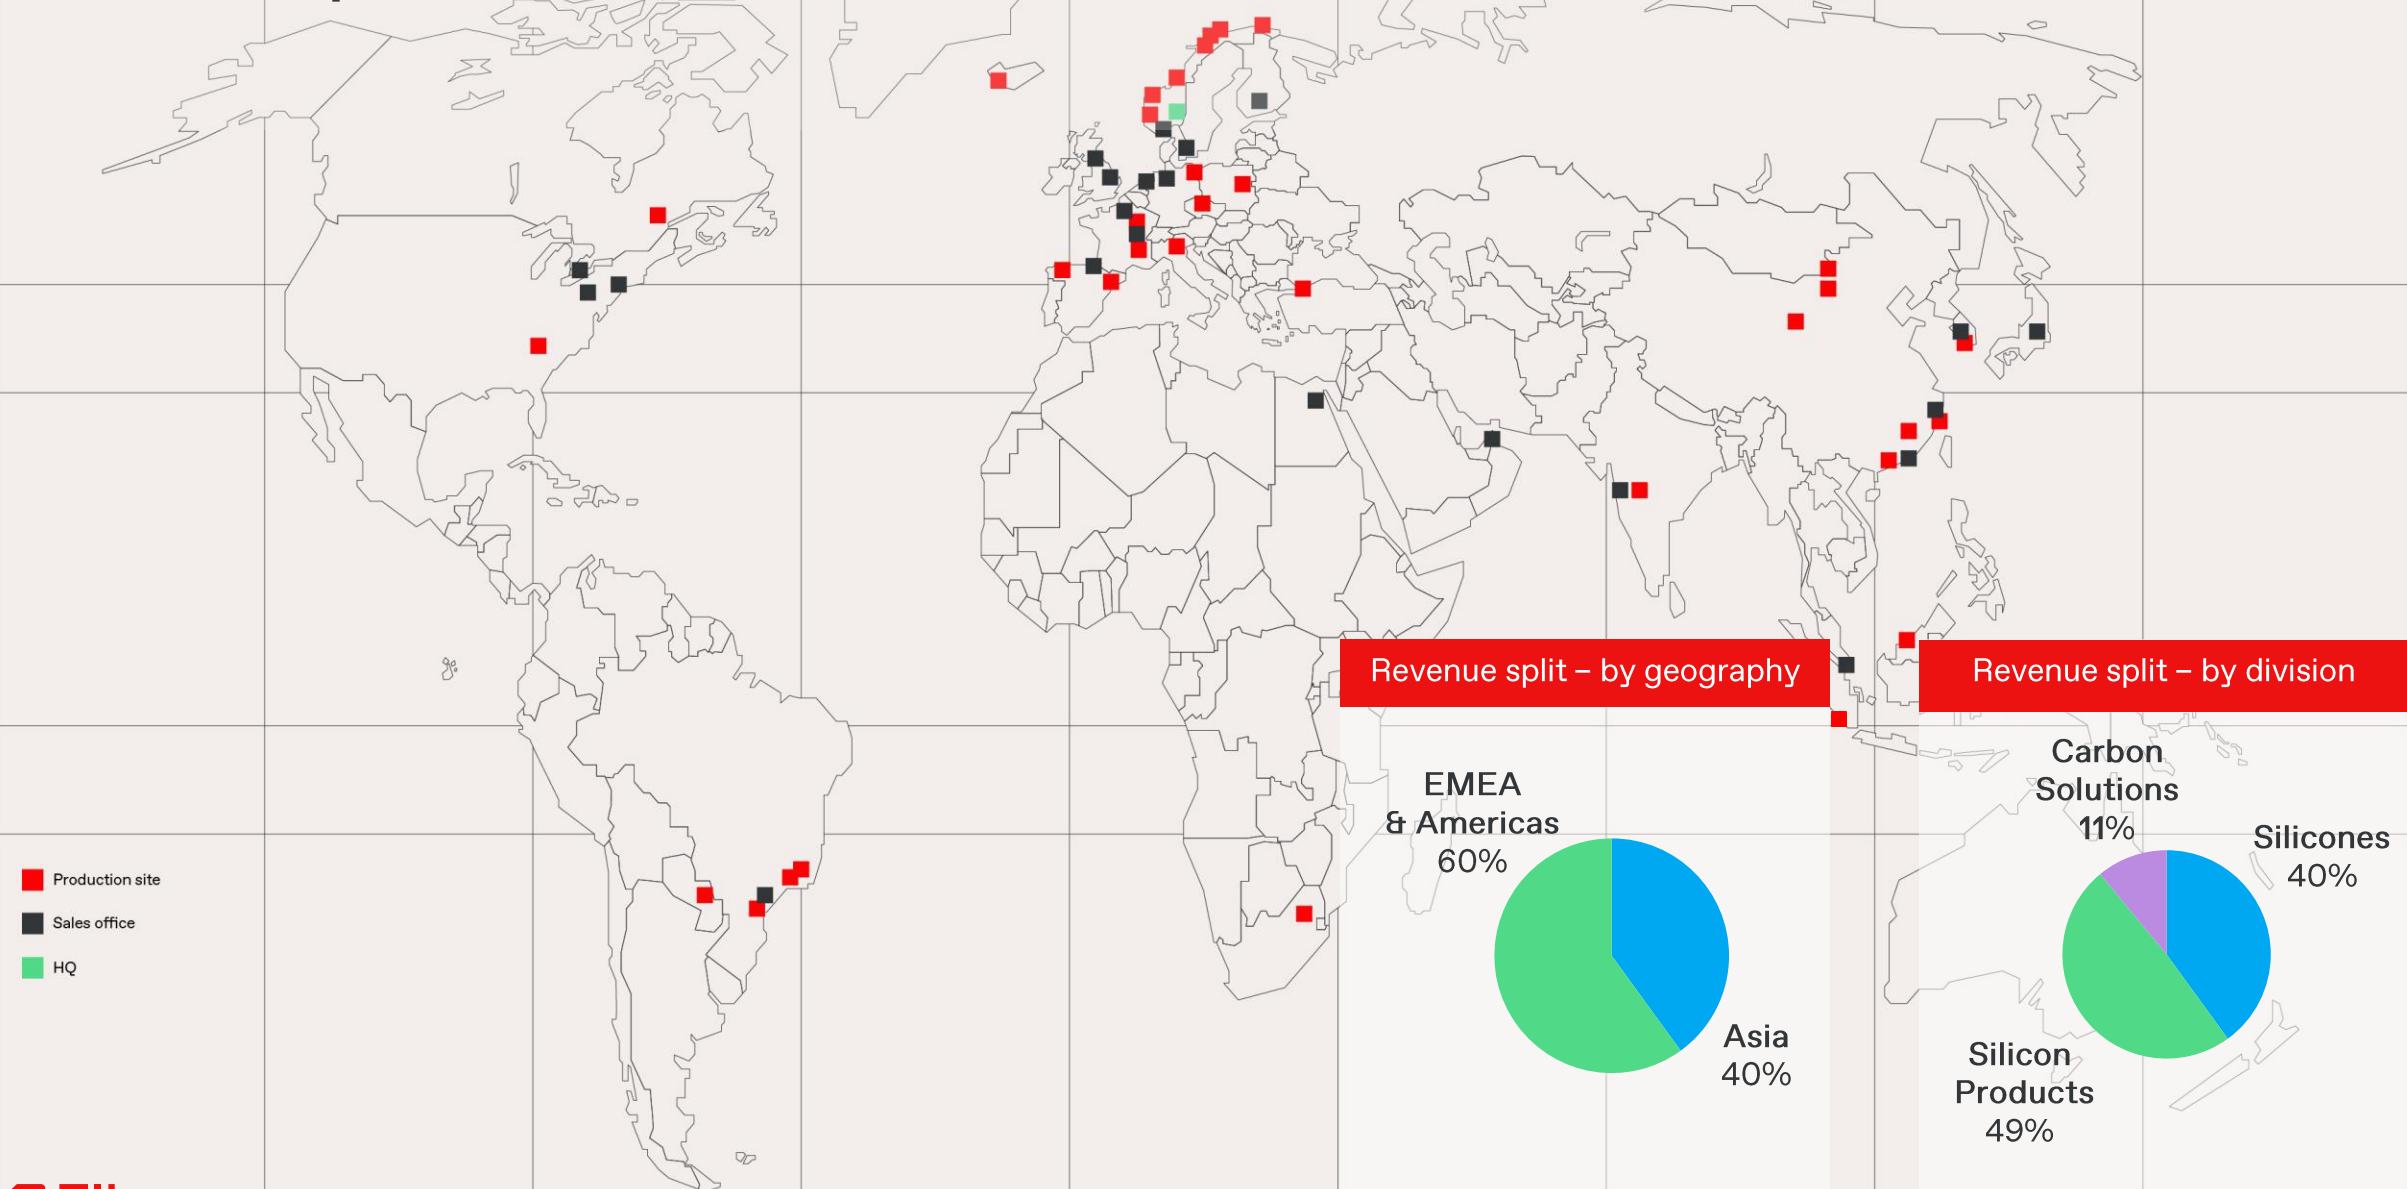 Production site
Sales office
HQ
Revenue split – by geography
EMEA
& Americas
60%
Asia
40%
Revenue split – by division
Carbon
Solutions
11%
Silicones
40%
Silicon
Products
49%